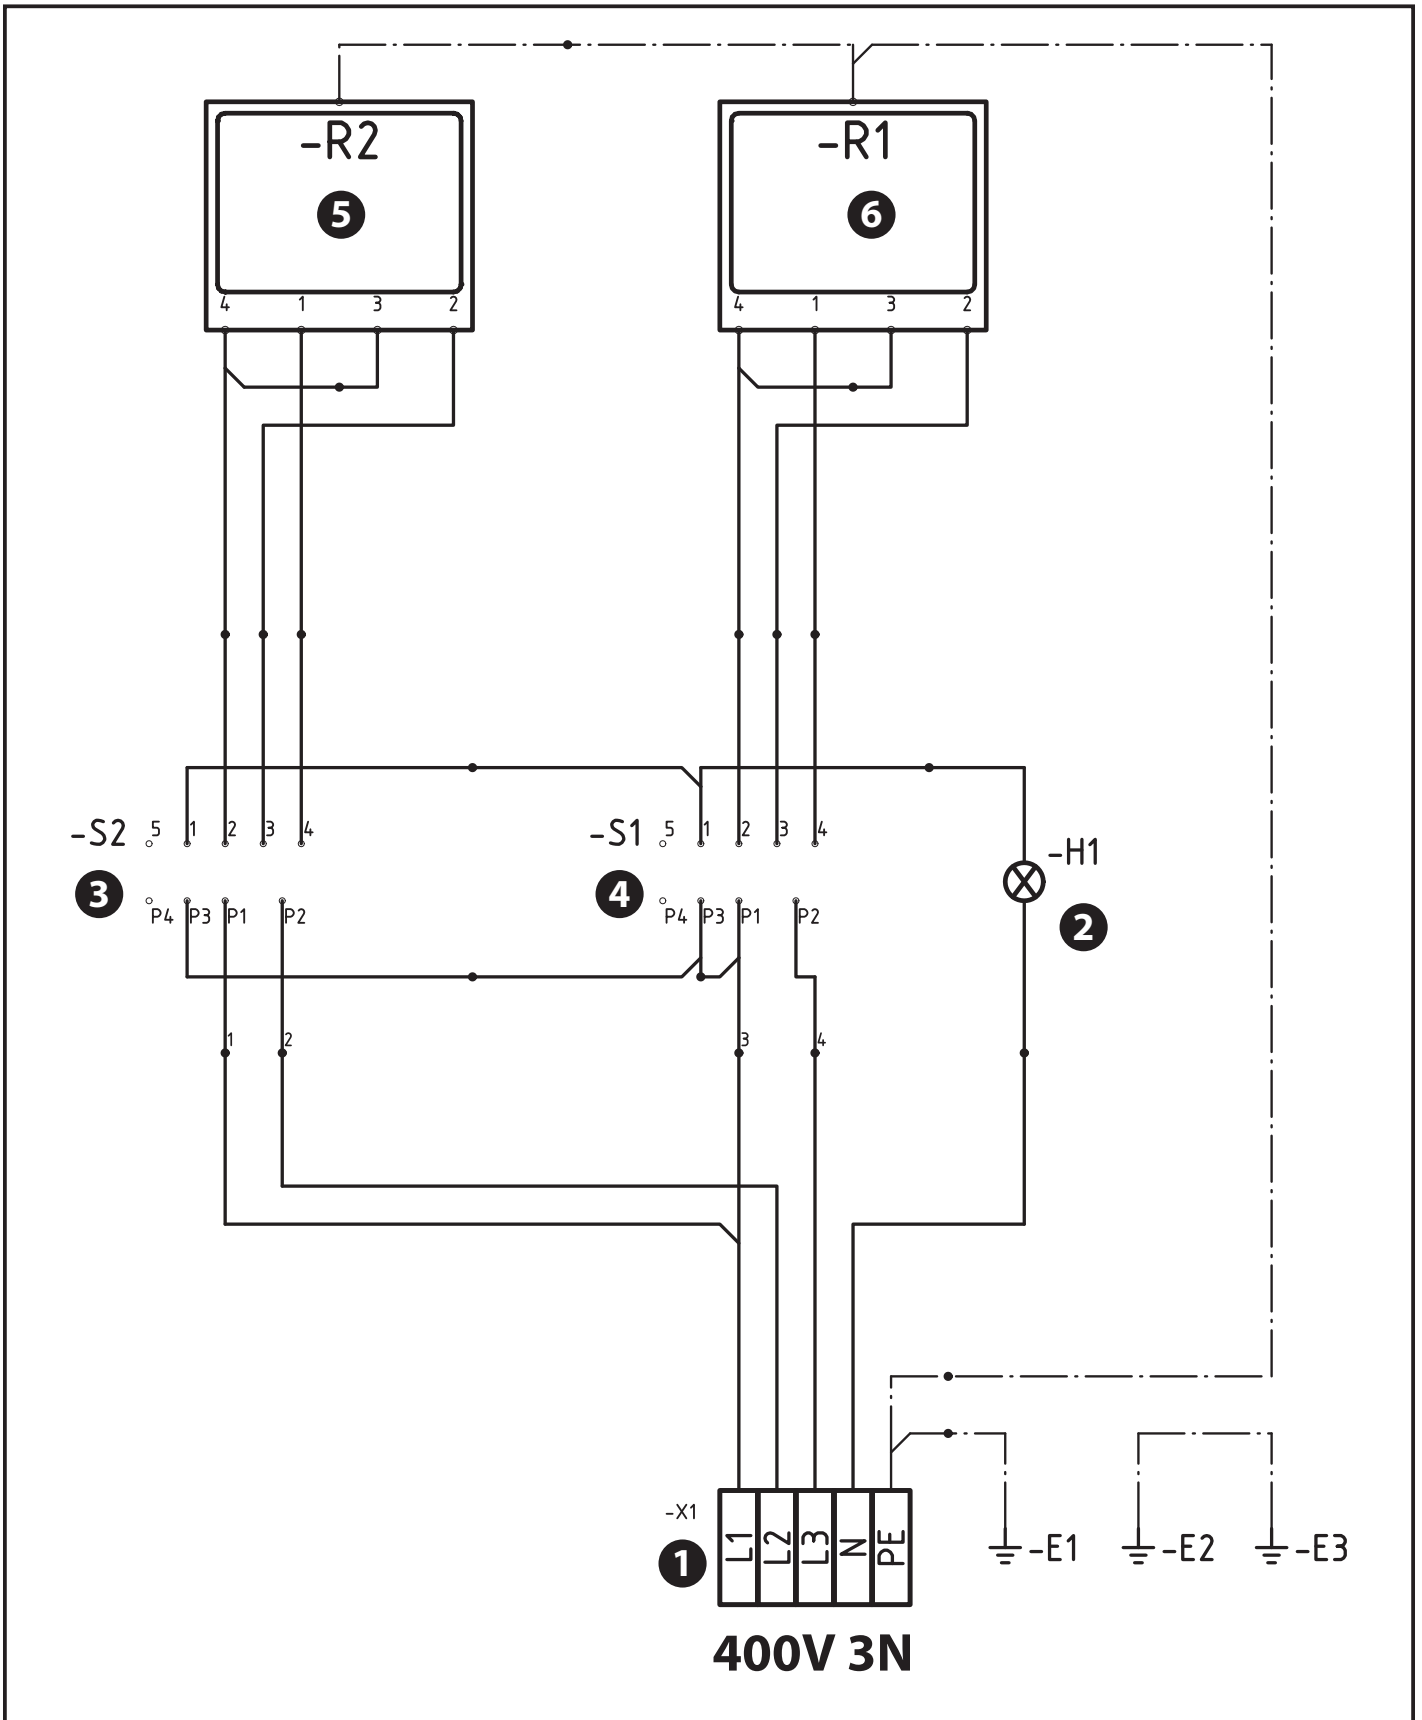 -R2 -R1
5 6
4 1 3 2 4 1 3 2
-S2 5 1 2 3 4 -S1 5 1 2 3 4
-H1
3 4
P4 P3 P1 P2 P4 P3 P1 P2
2
1 2 3 4
-X1
L1 L2 L3 N PE
1
-E1 -E2 -E3
400V 3N